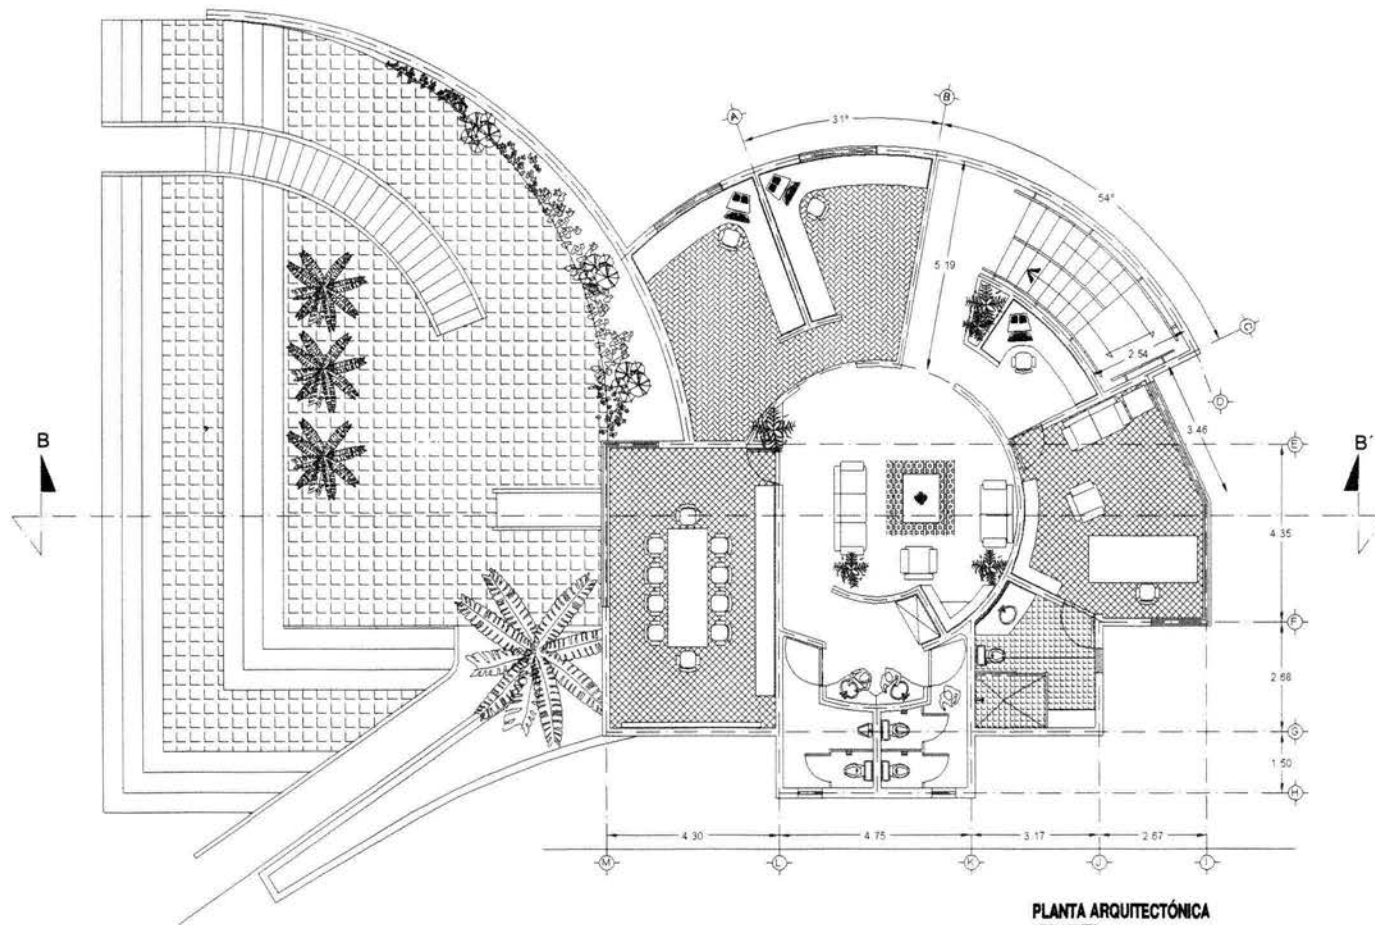 B
A
31°
54°
5.19
C
2.54
D
3.46
B
E
B´
4.35
F
2.68
G
1.50
H
4.30
4.75
3.17
2.67
M
L
K
J
I
PLANTA ARQUITECTÓNICA